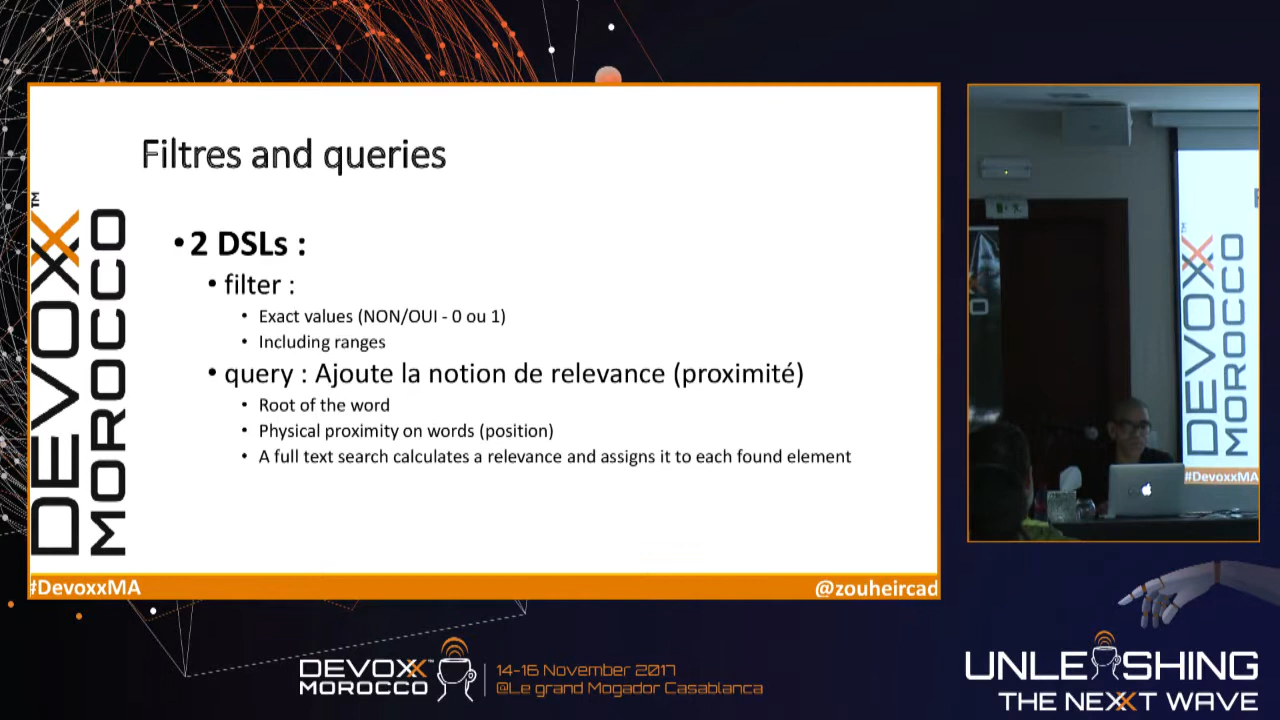 Filtres and queries
DEVOXX™
MOROCCO
•2 DSLs :
• filter :
• Exact values (NON/OUI - 0 ou 1)
• Including ranges
• query : Ajoute la notion de relevance (proximité)
• Root of the word
• Physical proximity on words (position)
• A full text search calculates a relevance and assigns it to each found element
#DevoxxMA
@zouheircad
DEVOXX™
MOROCCO
#DevoxxMA
DEVOXX™
MOROCCO
14-16 November 2017
@Le grand Mogador Casablanca
UNLEASHING
THE NEXXT WAVE